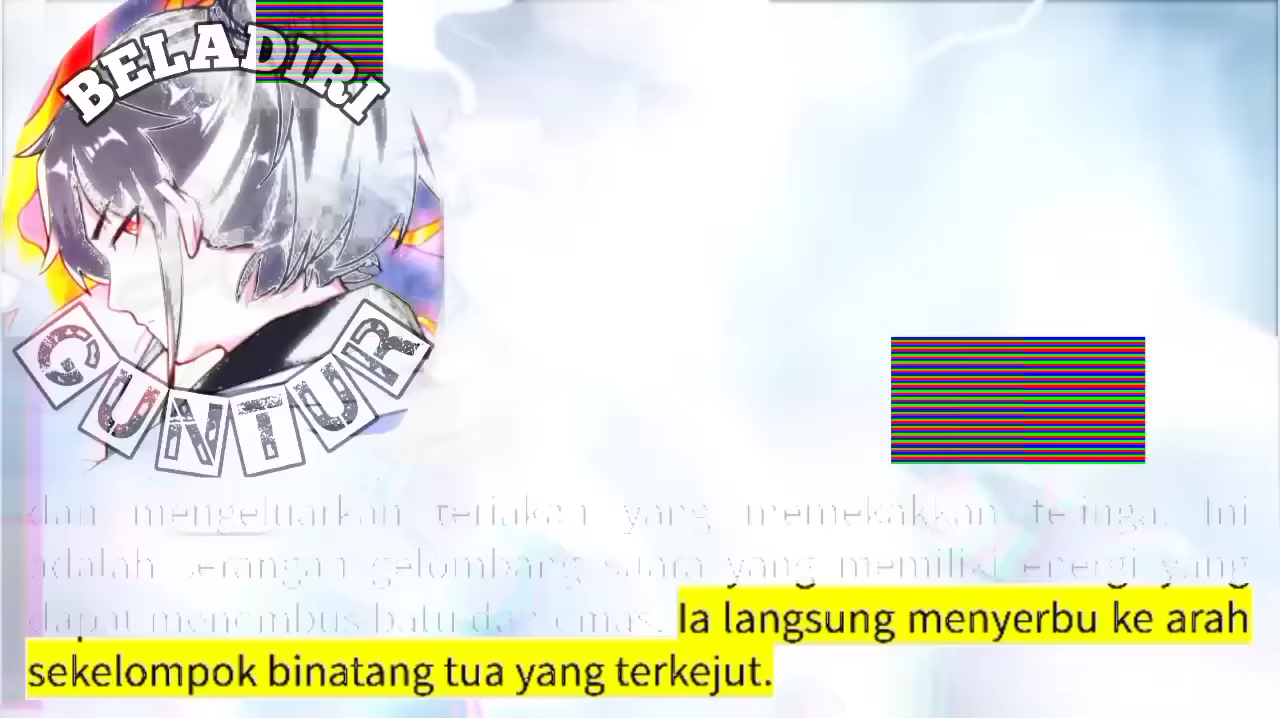 BELADIRI
GUNTUR
dan mengeluarkan teriakan yang memekakkan telinga. Ini
adalah serangan gelombang suara yang memiliki energi yang
dapat menembus batu dan emas. Ia langsung menyerbu ke arah
sekelompok binatang tua yang terkejut.